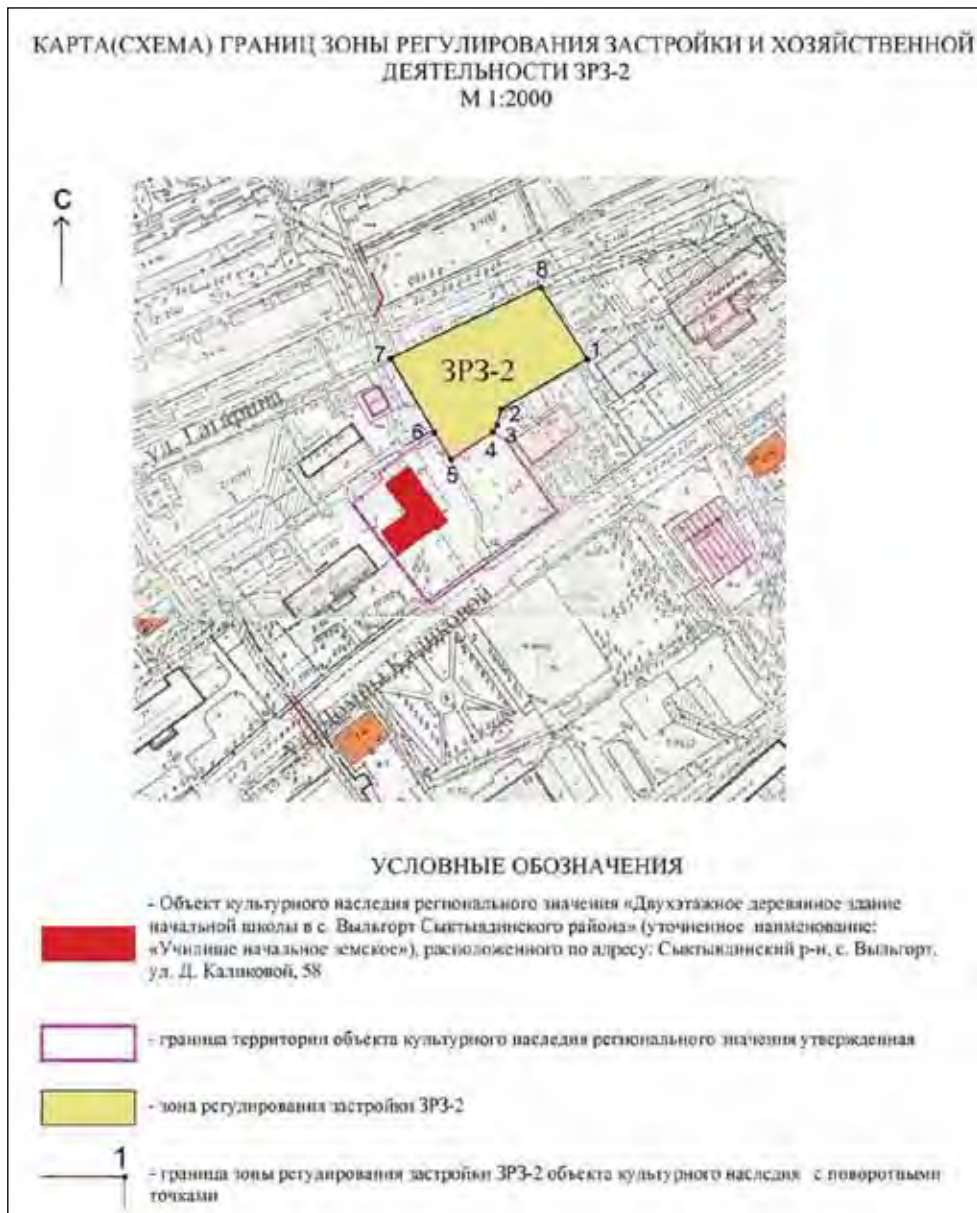 КАРТА(СХЕМА) ГРАНИЦ ЗОНЫ РЕГУЛИРОВАНИЯ ЗАСТРОЙКИ И ХОЗЯЙСТВЕННОЙ
ДЕЯТЕЛЬНОСТИ ЗРЗ-2
М 1:2000
С
8
7
1
ЗРЗ-2
2
3
4
6
5
ул. Гагарина
Каликовой
УСЛОВНЫЕ ОБОЗНАЧЕНИЯ
- Объект культурного наследия регионального значения «Двухэтажное деревянное здание
начальной школы в с. Выльгорт Сыктывдинского района» (уточненное наименование:
«Училище начальное земское»), расположенного по адресу: Сыктывдинский р-н, с. Выльгорт,
ул. Д. Каликовой, 58
- граница территории объекта культурного наследия регионального значения утвержденная
- зона регулирования застройки ЗРЗ-2
1
- граница зоны регулирования застройки ЗРЗ-2 объекта культурного наследия с поворотными
точками